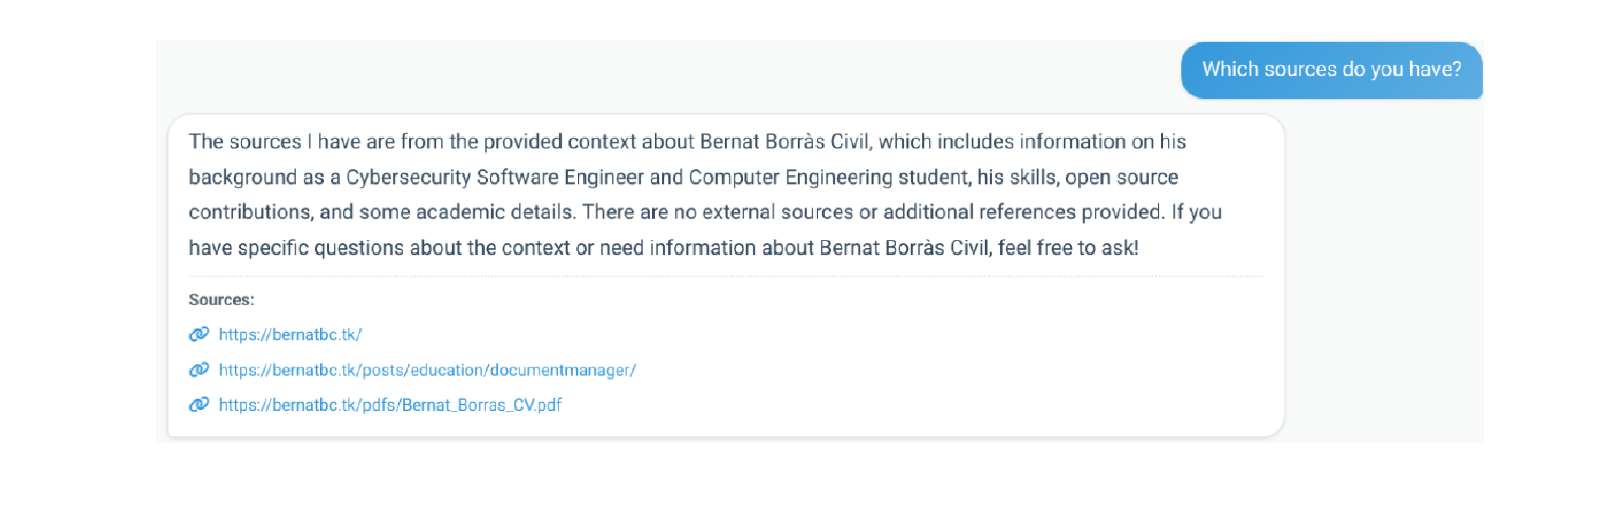 Which sources do you have?
The sources I have are from the provided context about Bernat Borràs Civil, which includes information on his
background as a Cybersecurity Software Engineer and Computer Engineering student, his skills, open source
contributions, and some academic details. There are no external sources or additional references provided. If you
have specific questions about the context or need information about Bernat Borràs Civil, feel free to ask!
Sources:
https://bernatbc.tk/
https://bernatbc.tk/posts/education/documentmanager/
https://bernatbc.tk/pdfs/Bernat_Borras_CV.pdf